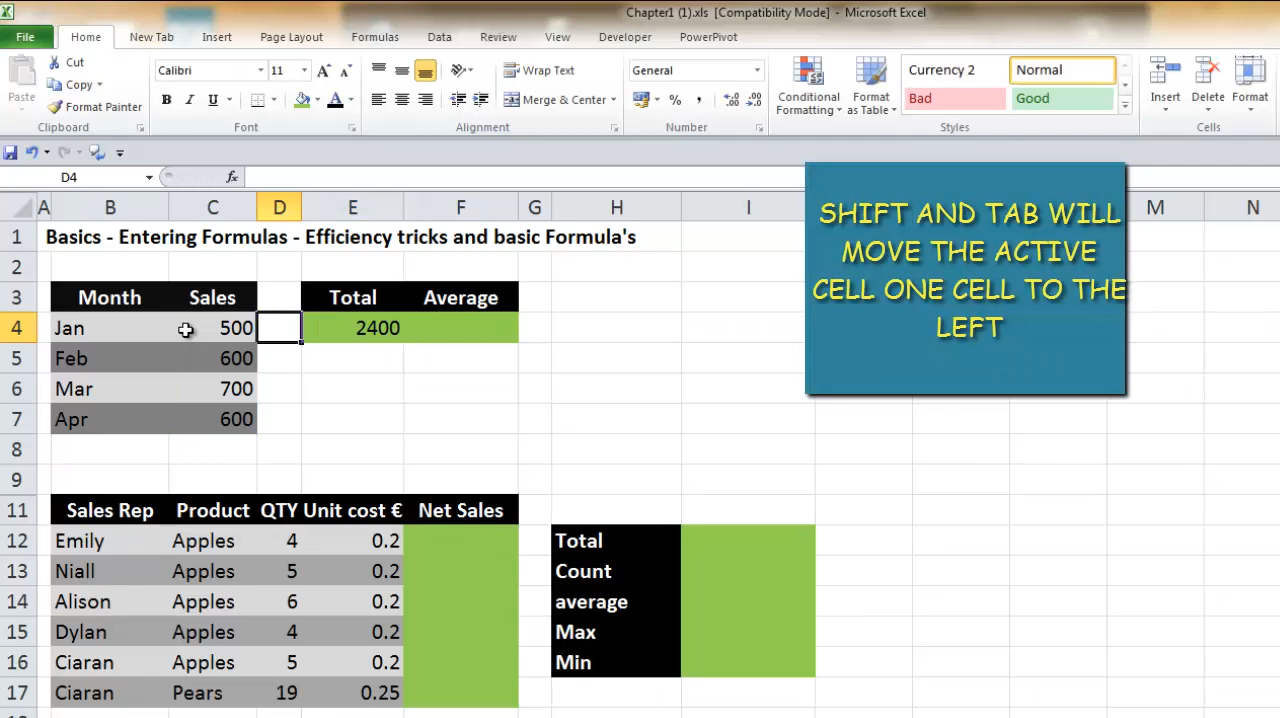 Chapter1 (1).xls [Compatibility Mode] - Microsoft Excel
File Home New Tab Insert Page Layout Formulas Data Review View Developer PowerPivot
Cut
Copy
Format Painter
Paste
Clipboard
Calibri 11
B I U A
Font
Wrap Text
Merge & Center
Alignment
General
% ,
Number
Conditional Formatting
Format as Table
Currency 2 Normal
Bad Good
Styles
Insert Delete Format
Cells
D4 fx
A B C D E F G H I M N
1 Basics - Entering Formulas - Efficiency tricks and basic Formula's
2
3 Month Sales Total Average
4 Jan 500 2400
5 Feb 600
6 Mar 700
7 Apr 600
8
9
11 Sales Rep Product QTY Unit cost € Net Sales
12 Emily Apples 4 0.2 Total
13 Niall Apples 5 0.2 Count
14 Alison Apples 6 0.2 average
15 Dylan Apples 4 0.2 Max
16 Ciaran Apples 5 0.2 Min
17 Ciaran Pears 19 0.25
SHIFT AND TAB WILL
MOVE THE ACTIVE
CELL ONE CELL TO THE
LEFT